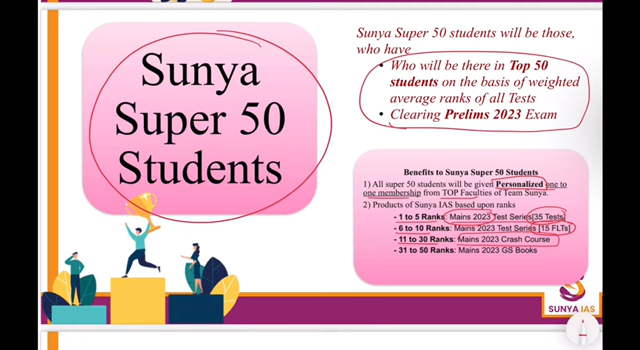 Sunya
Super 50
Students
Sunya Super 50 students will be those,
who have
• Who will be there in Top 50
students on the basis of weighted
average ranks of all Tests
• Clearing Prelims 2023 Exam
Benefits to Sunya Super 50 Students
1) All super 50 students will be given Personalized one to
one membership from TOP Faculties of Team Sunya.
2) Products of Sunya IAS based upon ranks
- 1 to 5 Ranks: Mains 2023 Test Series[35 Tests]
- 6 to 10 Ranks: Mains 2023 Test Series [15 FLTs]
- 11 to 30 Ranks: Mains 2023 Crash Course
- 31 to 50 Ranks: Mains 2023 GS Books
SUNYA IAS